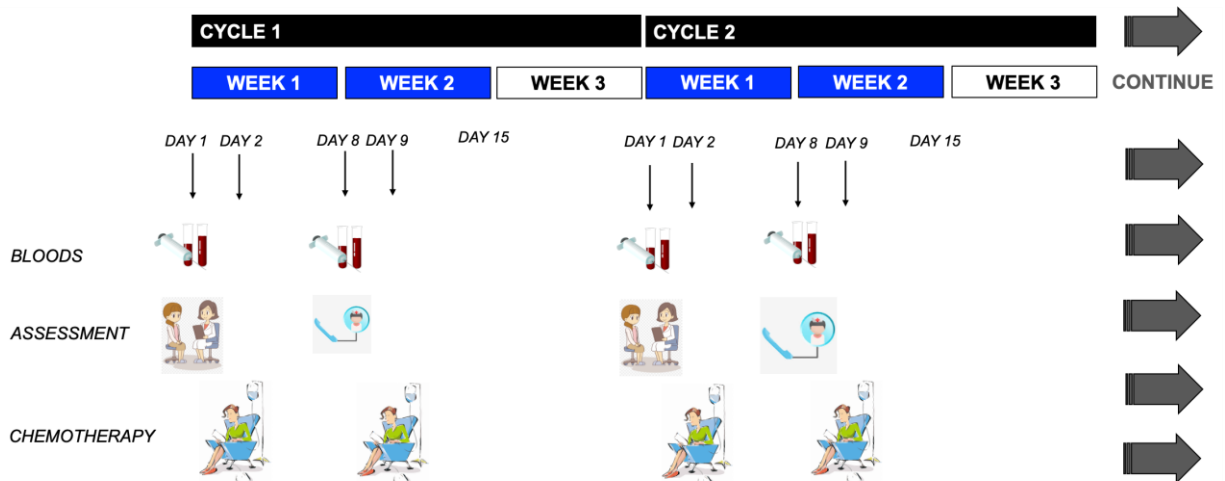 CYCLE 1 CYCLE 2
WEEK 1 WEEK 2 WEEK 3 WEEK 1 WEEK 2 WEEK 3 CONTINUE
DAY 1 DAY 2 DAY 8 DAY 9 DAY 15 DAY 1 DAY 2 DAY 8 DAY 9 DAY 15
BLOODS
ASSESSMENT
CHEMOTHERAPY